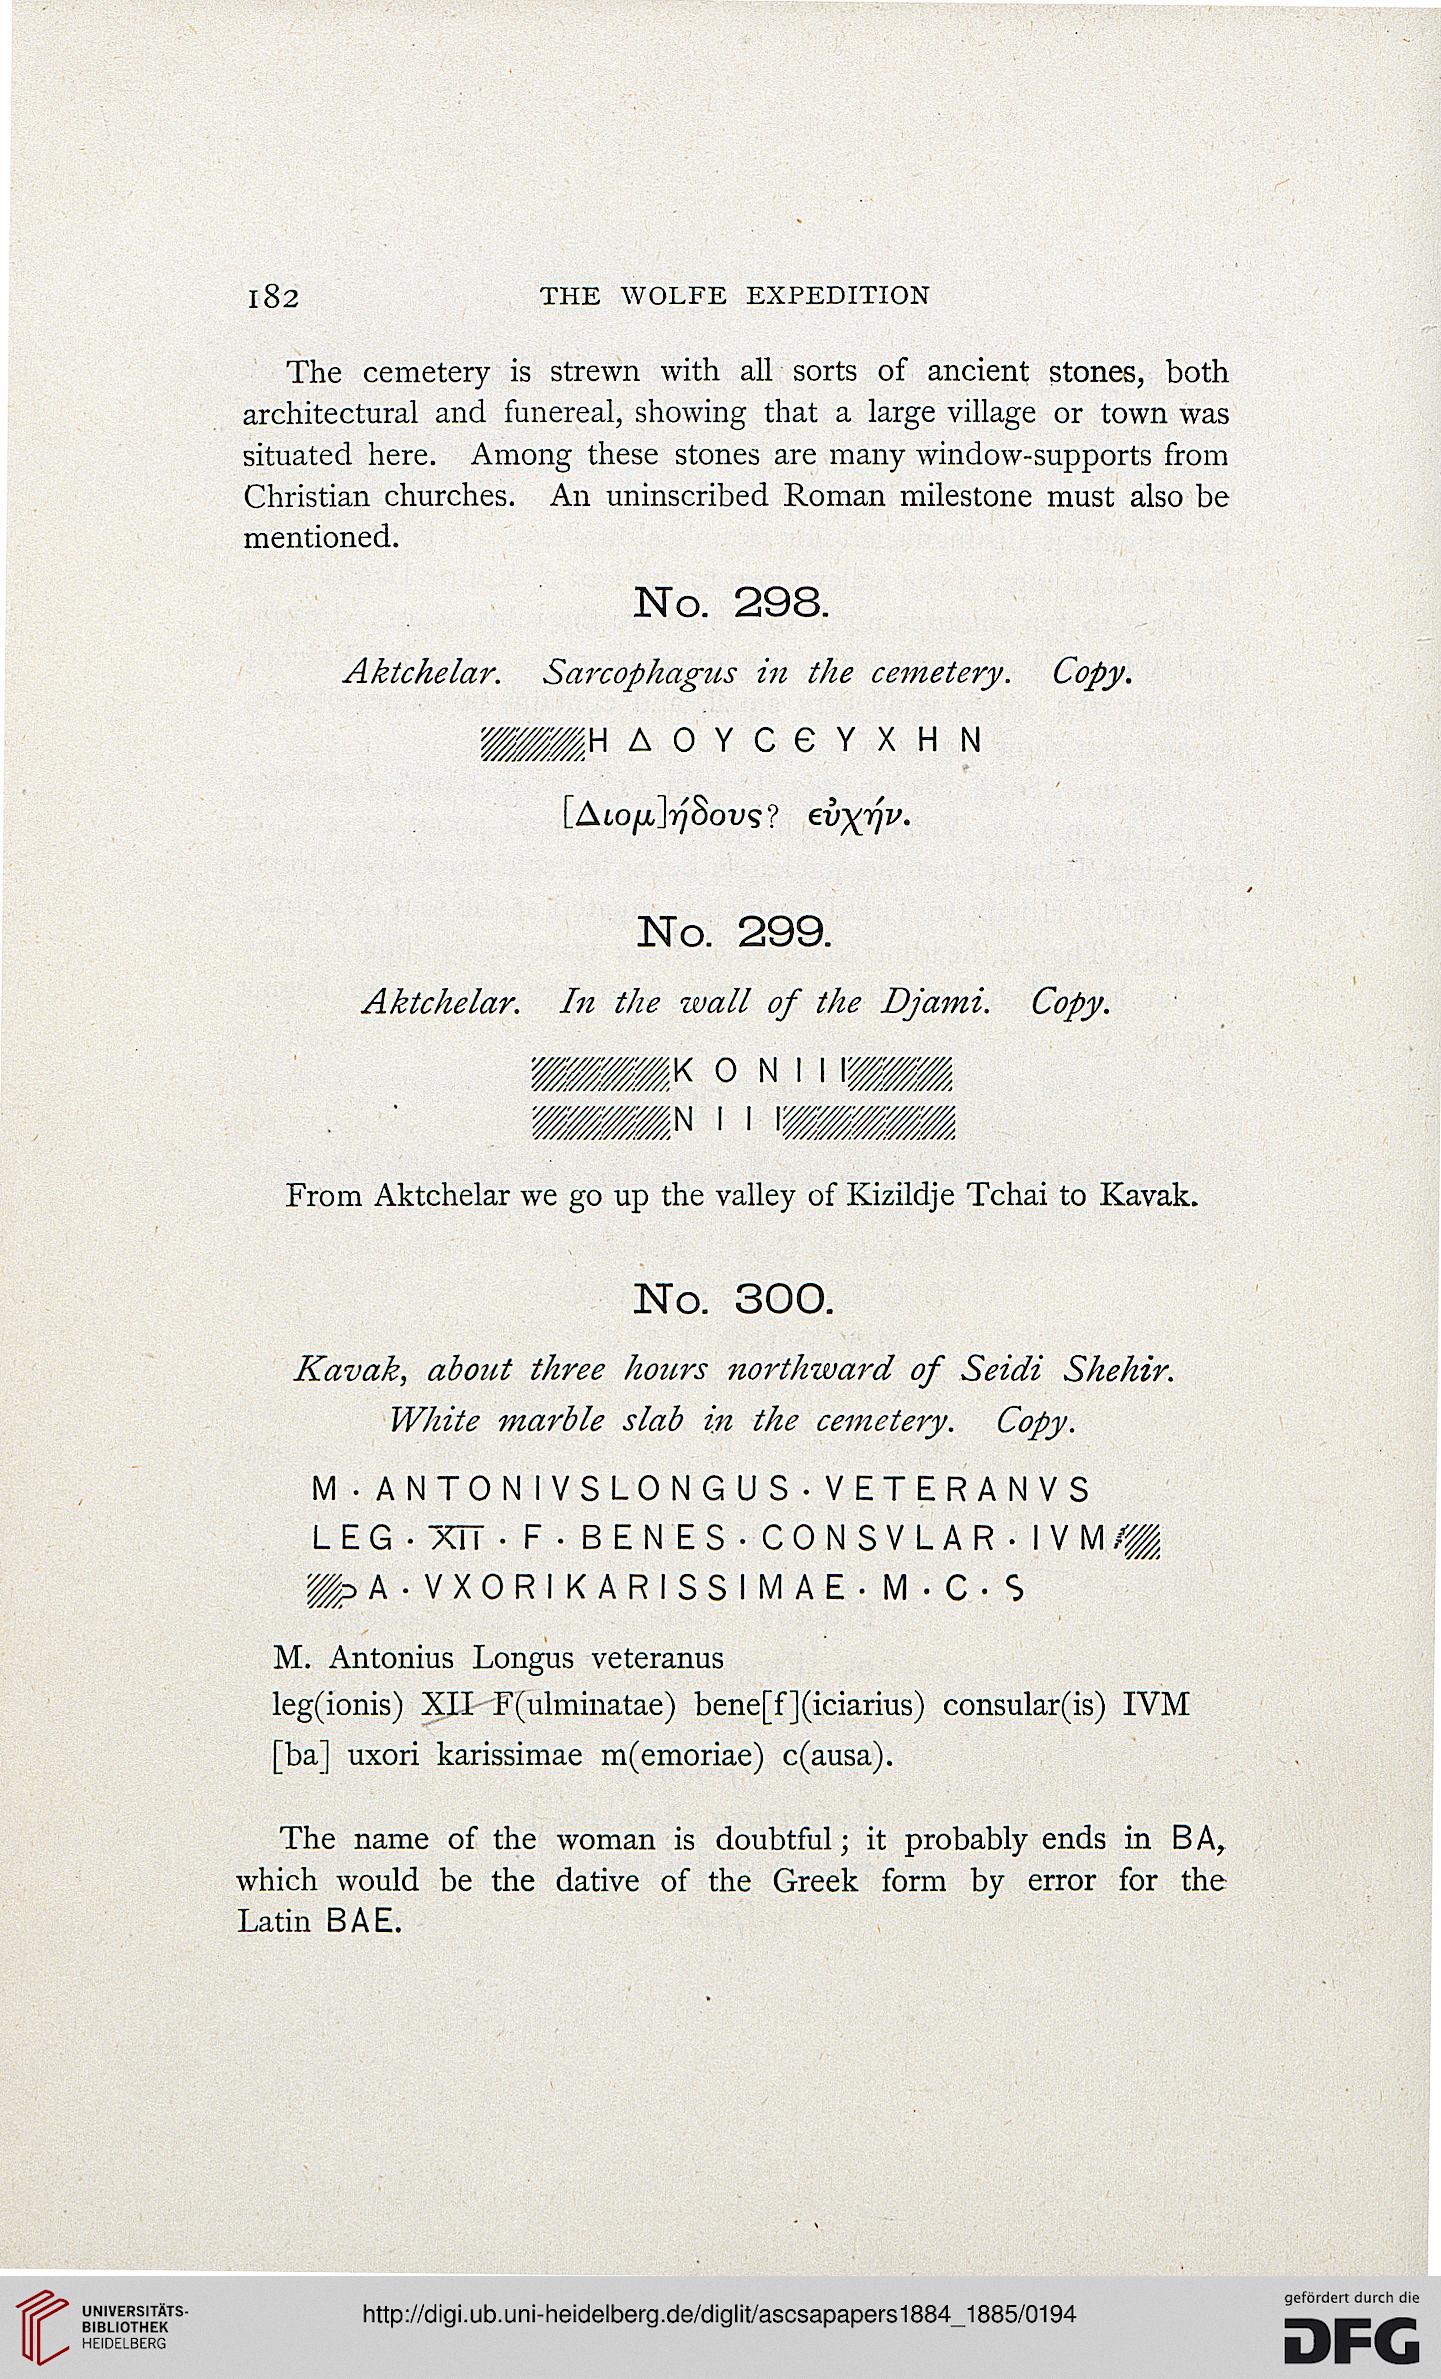 182 THE WOLFE EXPEDITION
The cemetery is strewn with all sorts of ancient stones, both
architectural and funereal, showing that a large village or town was
situated here. Among these stones are many window-supports from
Christian churches. An uninscribed Roman milestone must also be
mentioned.
No. 298.
Aktchelar. Sarcophagus in the cemetery. Copy.
Η Δ Ο Υ C Є Υ Χ Η Ν
[Διομ]ήδους? εὐχήν.
No. 299.
Aktchelar. In the wall of the Djami. Copy.
Κ Ο Ν Ι Ι Ι
Ν Ι Ι Ι
From Aktchelar we go up the valley of Kizildje Tchai to Kavak.
No. 300.
Kavak, about three hours northward of Seidi Shehir.
White marble slab in the cemetery. Copy.
M · ANTONIVSLONGUS · VETERANVS
LEG · XII · F · BENES · CONSVLAR · IVM
A · VXORIKARISSIMAE · M · C · S
M. Antonius Longus veteranus
leg(ionis) XII F(ulminatae) bene[f](iciarius) consular(is) IVM
[ba] uxori karissimae m(emoriae) c(ausa).
The name of the woman is doubtful; it probably ends in BA,
which would be the dative of the Greek form by error for the
Latin BAE.
UNIVERSITÄTS-
BIBLIOTHEK
HEIDELBERG
http://digi.ub.uni-heidelberg.de/diglit/ascsapapers1884_1885/0194
gefördert durch die
DFG